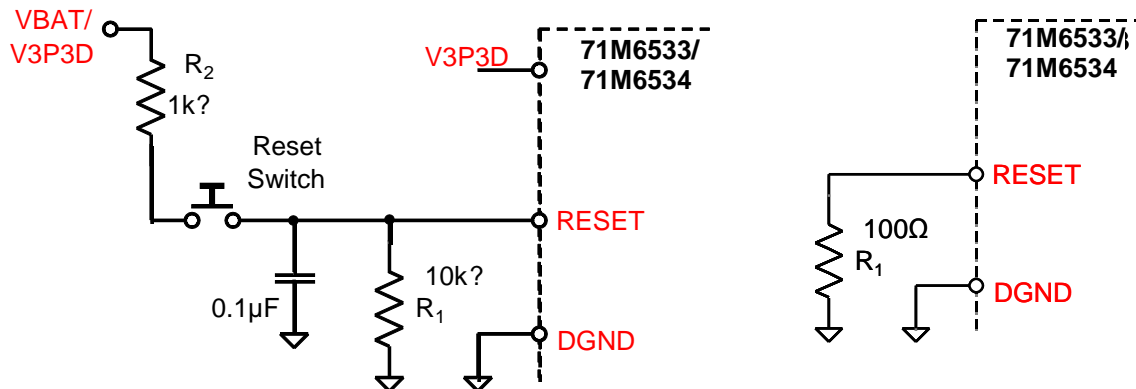 VBAT/
V3P3D
R2
1k?
Reset
Switch
0.1µF
10k?
R1
V3P3D
71M6533/
71M6534
RESET
DGND
71M6533/
71M6534
RESET
100Ω
R1
DGND